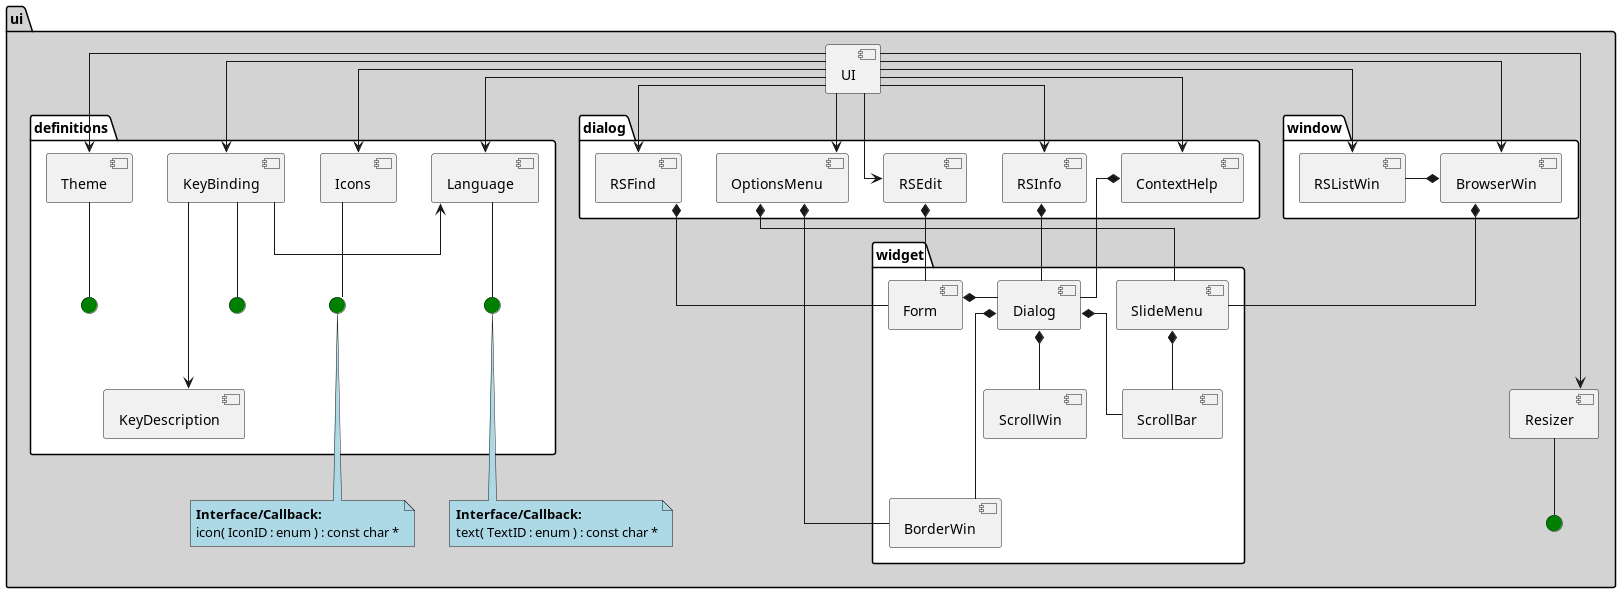 ui
UI
definitions
dialog
window
Theme
KeyBinding
Icons
Language
RSFind
OptionsMenu
RSEdit
RSInfo
ContextHelp
RSListWin
BrowserWin
widget
Form
Dialog
SlideMenu
KeyDescription
ScrollWin
ScrollBar
Resizer
Interface/Callback:
icon( IconID : enum ) : const char *
Interface/Callback:
text( TextID : enum ) : const char *
BorderWin